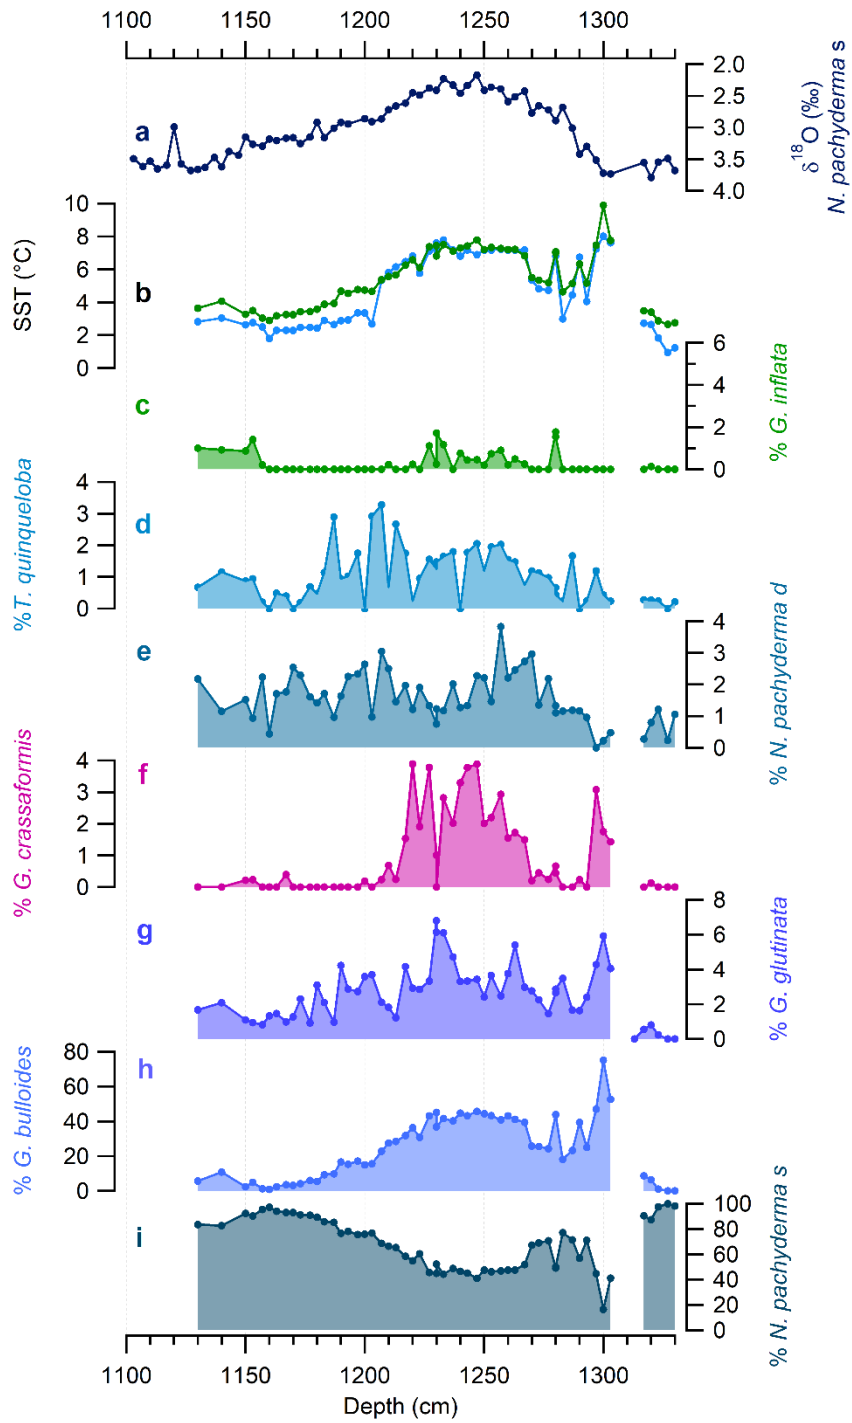 1100 1150 1200 1250 1300
a
2.0
2.5
3.0
3.5
4.0
δ18O (‰)
N. pachyderma s
b
SST (°C)
10
8
6
4
2
0
c
6
4
2
0
% G. inflata
d
%T. quinqueloba
4
3
2
1
0
e
4
3
2
1
0
% N. pachyderma d
f
% G. crassaformis
4
3
2
1
0
g
8
6
4
2
0
% G. glutinata
h
% G. bulloides
80
60
40
20
0
i
100
80
60
40
20
0
% N. pachyderma s
1100 1150 1200 1250 1300
Depth (cm)